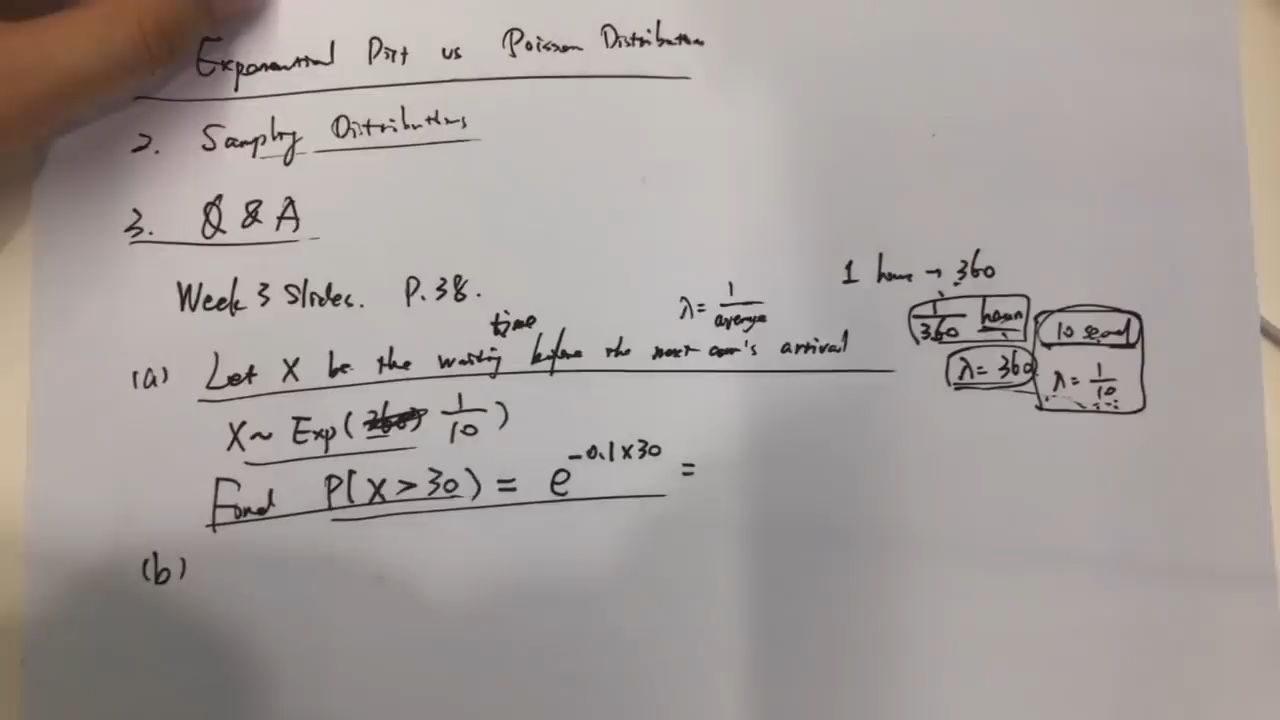 Exponential Dist vs Poisson Distribution
2. Sampling Distributions
3. Q & A
Week 3 Slides. P.38.
λ = 1/average
1 hour → 360
1/360 hour
10 second
λ = 360
λ = 1/10
(a) Let X be the waiting time before the next car's arrival
X ~ Exp( 1/10 )
Find P(X > 30) = e^{-0.1×30} =
(b)